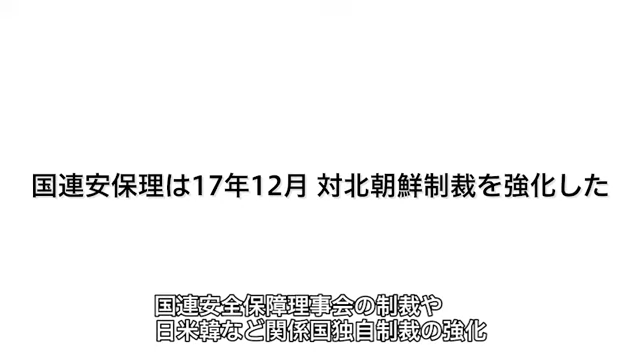 国連安保理は17年12月 対北朝鮮制裁を強化した
国連安全保障理事会の制裁や
日米韓など関係国独自制裁の強化